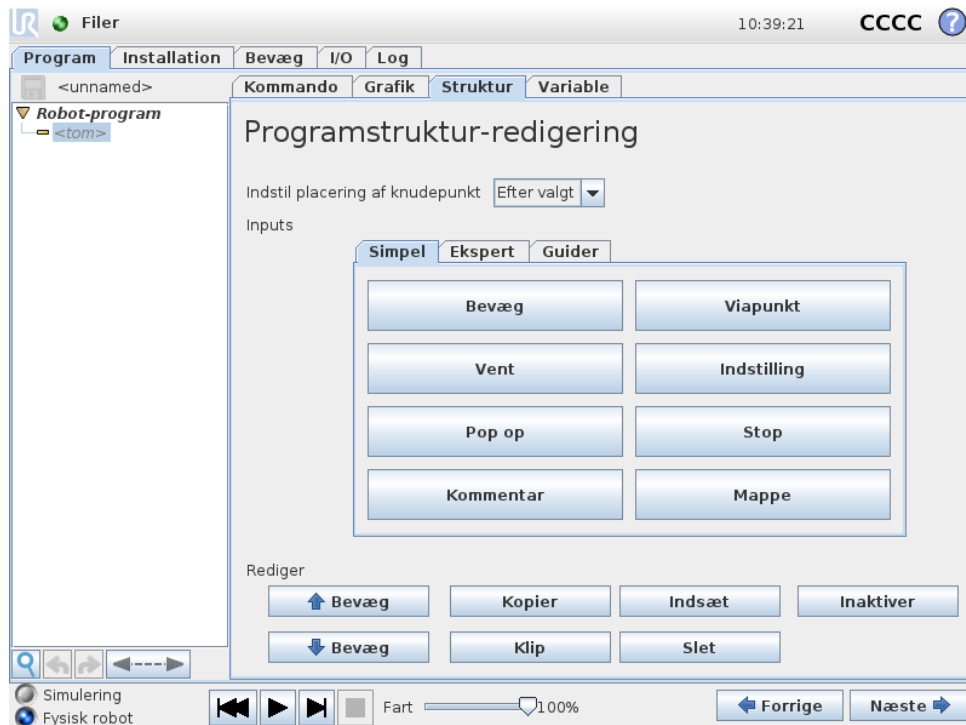 UR Filer 10:39:21 CCCC ?
Program Installation Bevæg I/O Log
<unnamed> Kommando Grafik Struktur Variable
Robot-program
<tom>
Programstruktur-redigering
Indstil placering af knudepunkt Efter valgt
Inputs
Simpel Ekspert Guider
Bevæg Viapunkt
Vent Indstilling
Pop op Stop
Kommentar Mappe
Rediger
Bevæg Kopier Indsæt Inaktiver
Bevæg Klip Slet
Simulering
Fysisk robot
Fart 100% Forrige Næste